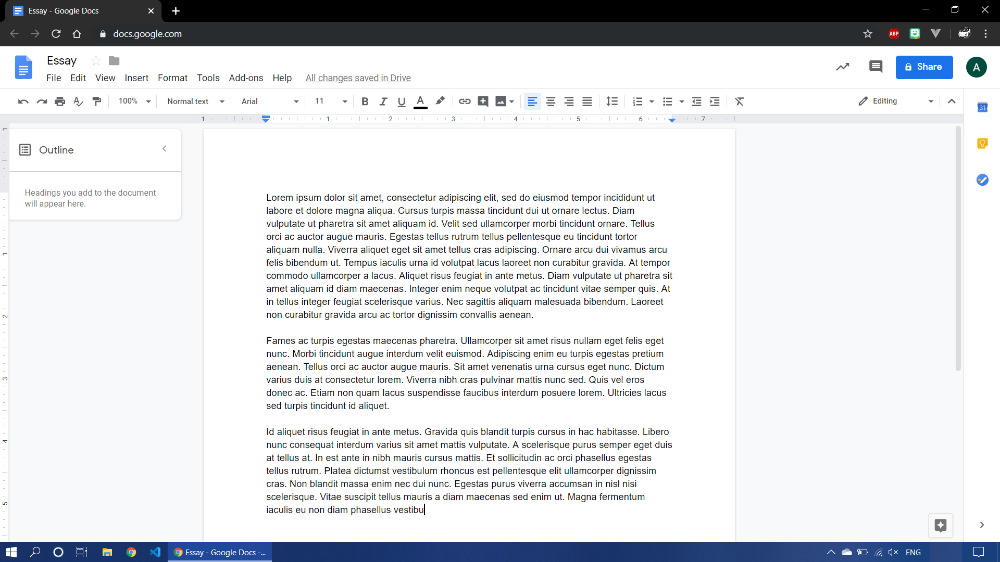 Essay - Google Docs
docs.google.com
ABP
Essay
File Edit View Insert Format Tools Add-ons Help All changes saved in Drive
Share
A
100% Normal text Arial 11 B I U A Editing
31
1 1 2 3 4 5 6 7
1
1
2
3
4
5
Outline
Headings you add to the document
will appear here.
Lorem ipsum dolor sit amet, consectetur adipiscing elit, sed do eiusmod tempor incididunt ut
labore et dolore magna aliqua. Cursus turpis massa tincidunt dui ut ornare lectus. Diam
vulputate ut pharetra sit amet aliquam id. Velit sed ullamcorper morbi tincidunt ornare. Tellus
orci ac auctor augue mauris. Egestas tellus rutrum tellus pellentesque eu tincidunt tortor
aliquam nulla. Viverra aliquet eget sit amet tellus cras adipiscing. Ornare arcu dui vivamus arcu
felis bibendum ut. Tempus iaculis urna id volutpat lacus laoreet non curabitur gravida. At tempor
commodo ullamcorper a lacus. Aliquet risus feugiat in ante metus. Diam vulputate ut pharetra sit
amet aliquam id diam maecenas. Integer enim neque volutpat ac tincidunt vitae semper quis. At
in tellus integer feugiat scelerisque varius. Nec sagittis aliquam malesuada bibendum. Laoreet
non curabitur gravida arcu ac tortor dignissim convallis aenean.
Fames ac turpis egestas maecenas pharetra. Ullamcorper sit amet risus nullam eget felis eget
nunc. Morbi tincidunt augue interdum velit euismod. Adipiscing enim eu turpis egestas pretium
aenean. Tellus orci ac auctor augue mauris. Sit amet venenatis urna cursus eget nunc. Dictum
varius duis at consectetur lorem. Viverra nibh cras pulvinar mattis nunc sed. Quis vel eros
donec ac. Etiam non quam lacus suspendisse faucibus interdum posuere lorem. Ultricies lacus
sed turpis tincidunt id aliquet.
Id aliquet risus feugiat in ante metus. Gravida quis blandit turpis cursus in hac habitasse. Libero
nunc consequat interdum varius sit amet mattis vulputate. A scelerisque purus semper eget duis
at tellus at. In est ante in nibh mauris cursus mattis. Et sollicitudin ac orci phasellus egestas
tellus rutrum. Platea dictumst vestibulum rhoncus est pellentesque elit ullamcorper dignissim
cras. Non blandit massa enim nec dui nunc. Egestas purus viverra accumsan in nisl nisi
scelerisque. Vitae suscipit tellus mauris a diam maecenas sed enim ut. Magna fermentum
iaculis eu non diam phasellus vestibu
Essay - Google Docs -...
ENG